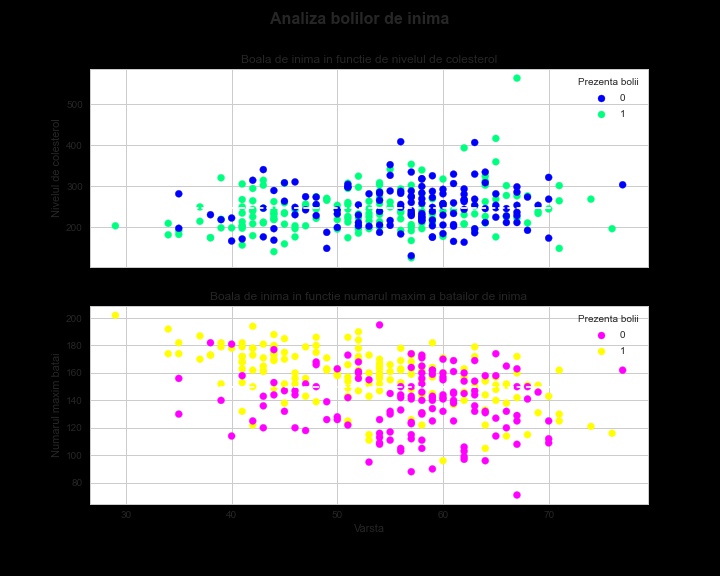 Analiza bolilor de inima
Boala de inima in functie de nivelul de colesterol
Prezenta bolii
0
1
500
400
300
200
Nivelul de colesterol
Boala de inima in functie numarul maxim a batailor de inima
Prezenta bolii
0
1
200
180
160
140
120
100
80
Numarul maxim batai
30
40
50
60
70
Varsta